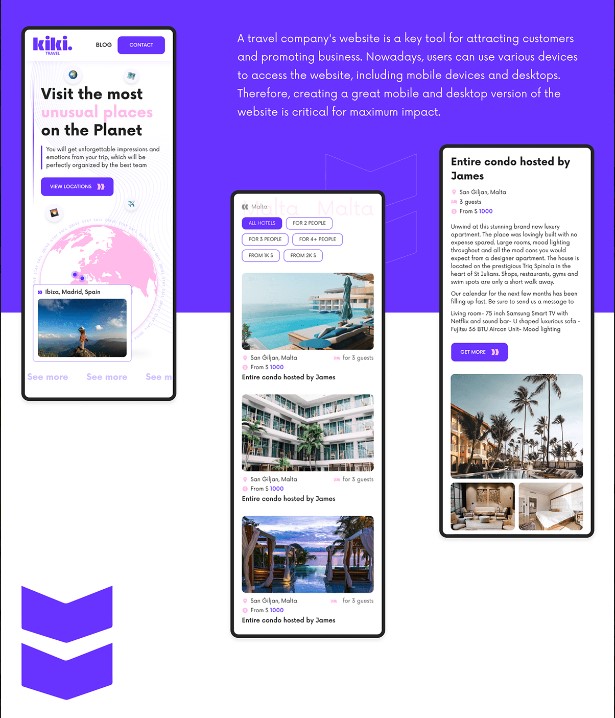 A travel company's website is a key tool for attracting customers
and promoting business. Nowadays, users can use various devices
to access the website, including mobile devices and desktops.
Therefore, creating a great mobile and desktop version of the
website is critical for maximum impact.
kiki.
TRAVEL
BLOG
CONTACT
Visit the most
unusual places
on the Planet
You will get unforgettable impressions and
emotions from your trip, which will be
perfectly organized by the best team
VIEW LOCATIONS
Ibiza, Madrid, Spain
See more See more See m
Malta
Malta
ALL HOTELS
FOR 2 PEOPLE
FOR 3 PEOPLE
FOR 4+ PEOPLE
FROM 1K $
FROM 2K $
San Giljan, Malta
for 3 guests
From $ 1000
Entire condo hosted by James
San Giljan, Malta
for 3 guests
From $ 1000
Entire condo hosted by James
San Giljan, Malta
for 3 guests
From $ 1000
Entire condo hosted by James
Entire condo hosted by
James
San Giljan, Malta
3 guests
From $ 1000
Unwind at this stunning brand new luxury
apartment. The place was lovingly built with no
expense spared. Large rooms, mood lighting
throughout and all the mod cons you would
expect from a designer apartment. The house is
located on the prestigious Triq Spinola in the
heart of St Julians. Shops, restaurants, gyms and
swim spots are only a short walk away.
Our calendar for the next few months has been
filling up fast. Be sure to send us a message to
Living room- 75 inch Samsung Smart TV with
Netflix and sound bar- U shaped luxurious sofa -
Fujitsu 36 BTU Aircon Unit- Mood lighting
GET MORE